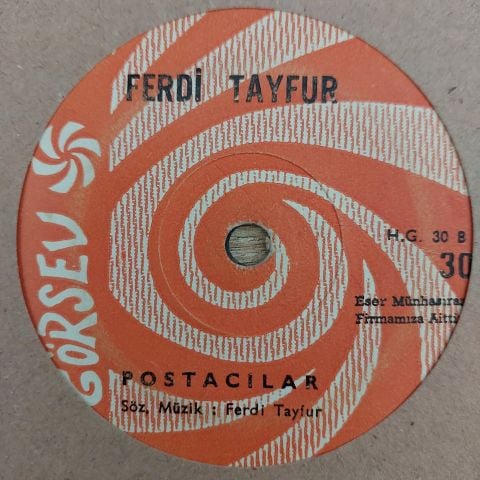 FERDİ TAYFUR
GÖRSEV
H.G. 30 B
30
Eser Münhasıran
Firmamıza Aittir
POSTACILAR
Söz, Müzik : Ferdi Tayfur